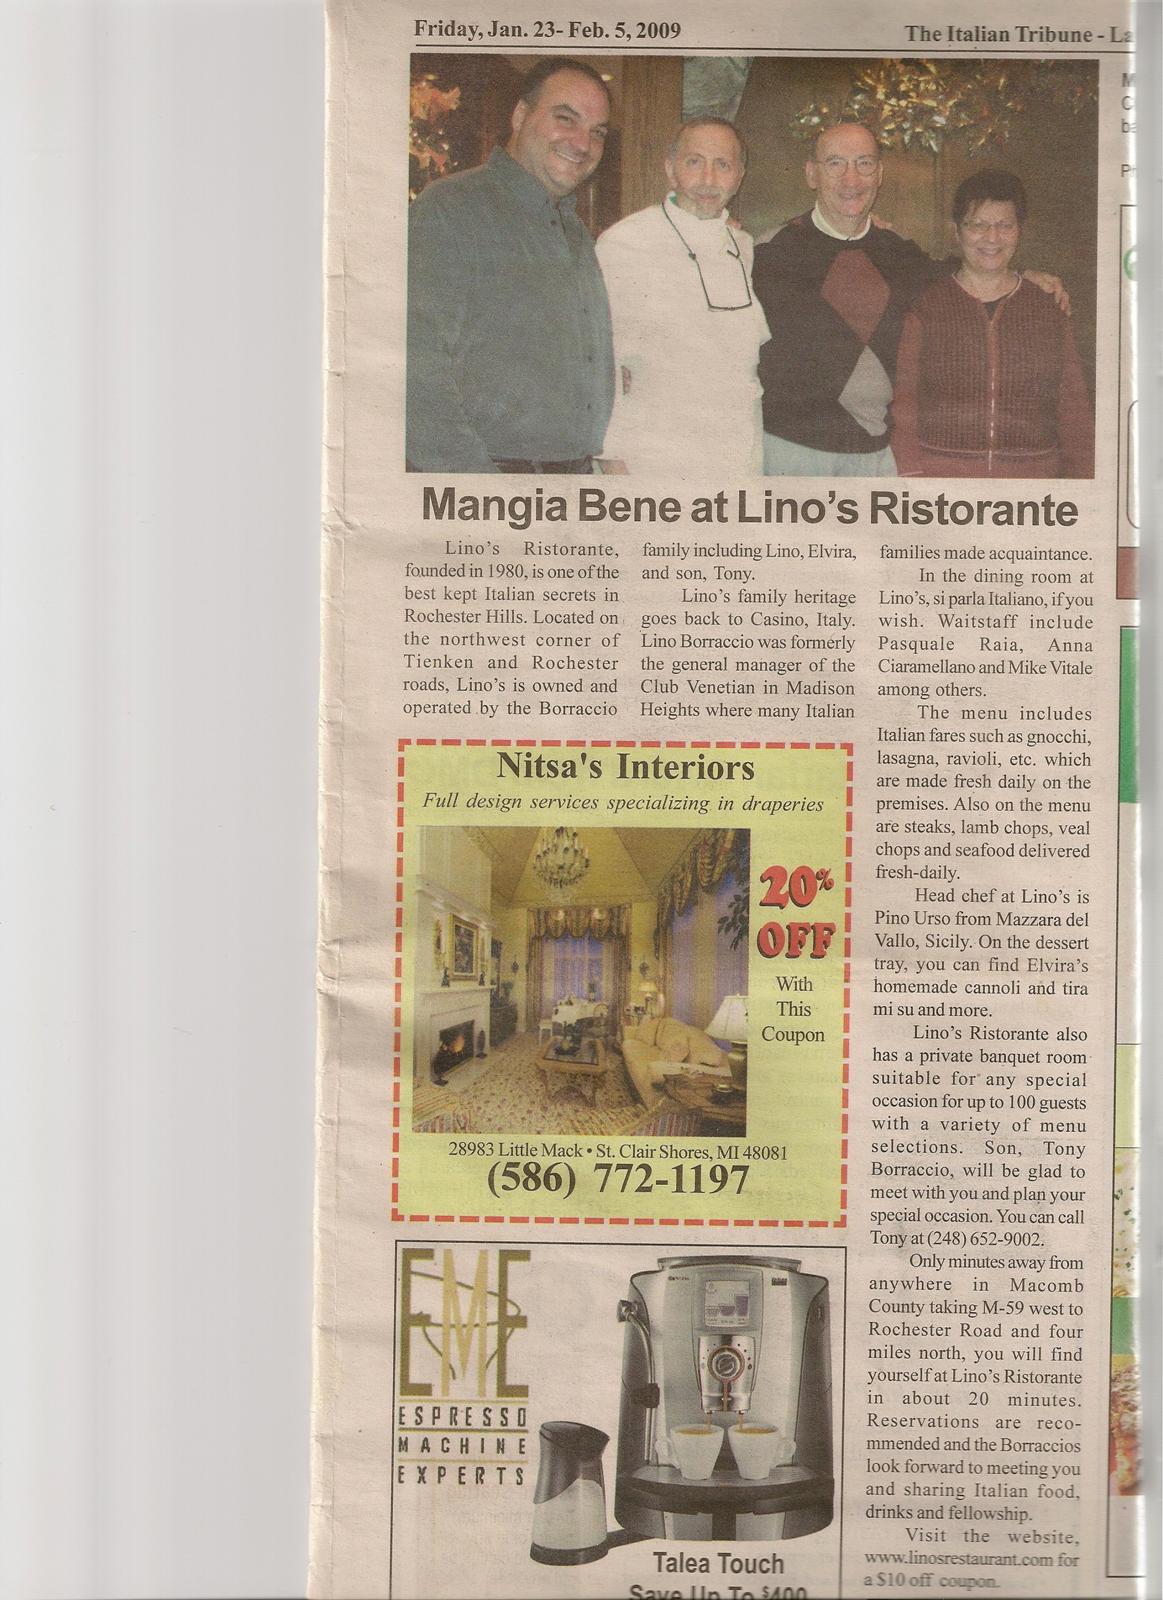 Friday, Jan. 23- Feb. 5, 2009
The Italian Tribune - La
Mangia Bene at Lino's Ristorante
Lino's Ristorante,
founded in 1980, is one of the
best kept Italian secrets in
Rochester Hills. Located on
the northwest corner of
Tienken and Rochester
roads, Lino's is owned and
operated by the Borraccio
family including Lino, Elvira,
and son, Tony.
Lino's family heritage
goes back to Casino, Italy.
Lino Borraccio was formerly
the general manager of the
Club Venetian in Madison
Heights where many Italian
families made acquaintance.
In the dining room at
Lino's, si parla Italiano, if you
wish. Waitstaff include
Pasquale Raia, Anna
Ciaramellano and Mike Vitale
among others.
The menu includes
Italian fares such as gnocchi,
lasagna, ravioli, etc. which
are made fresh daily on the
premises. Also on the menu
are steaks, lamb chops, veal
chops and seafood delivered
fresh-daily.
Head chef at Lino's is
Pino Urso from Mazzara del
Vallo, Sicily. On the dessert
tray, you can find Elvira's
homemade cannoli and tira
mi su and more.
Lino's Ristorante also
has a private banquet room
suitable for any special
occasion for up to 100 guests
with a variety of menu
selections. Son, Tony
Borraccio, will be glad to
meet with you and plan your
special occasion. You can call
Tony at (248) 652-9002.
Only minutes away from
anywhere in Macomb
County taking M-59 west to
Rochester Road and four
miles north, you will find
yourself at Lino's Ristorante
in about 20 minutes.
Reservations are reco-
mmended and the Borraccios
look forward to meeting you
and sharing Italian food,
drinks and fellowship.
Visit the website,
www.linosrestaurant.com for
a $10 off coupon.
Nitsa's Interiors
Full design services specializing in draperies
20%
OFF
With
This
Coupon
28983 Little Mack • St. Clair Shores, MI 48081
(586) 772-1197
EME
ESPRESSO
MACHINE
EXPERTS
Talea Touch
Save Up To $400